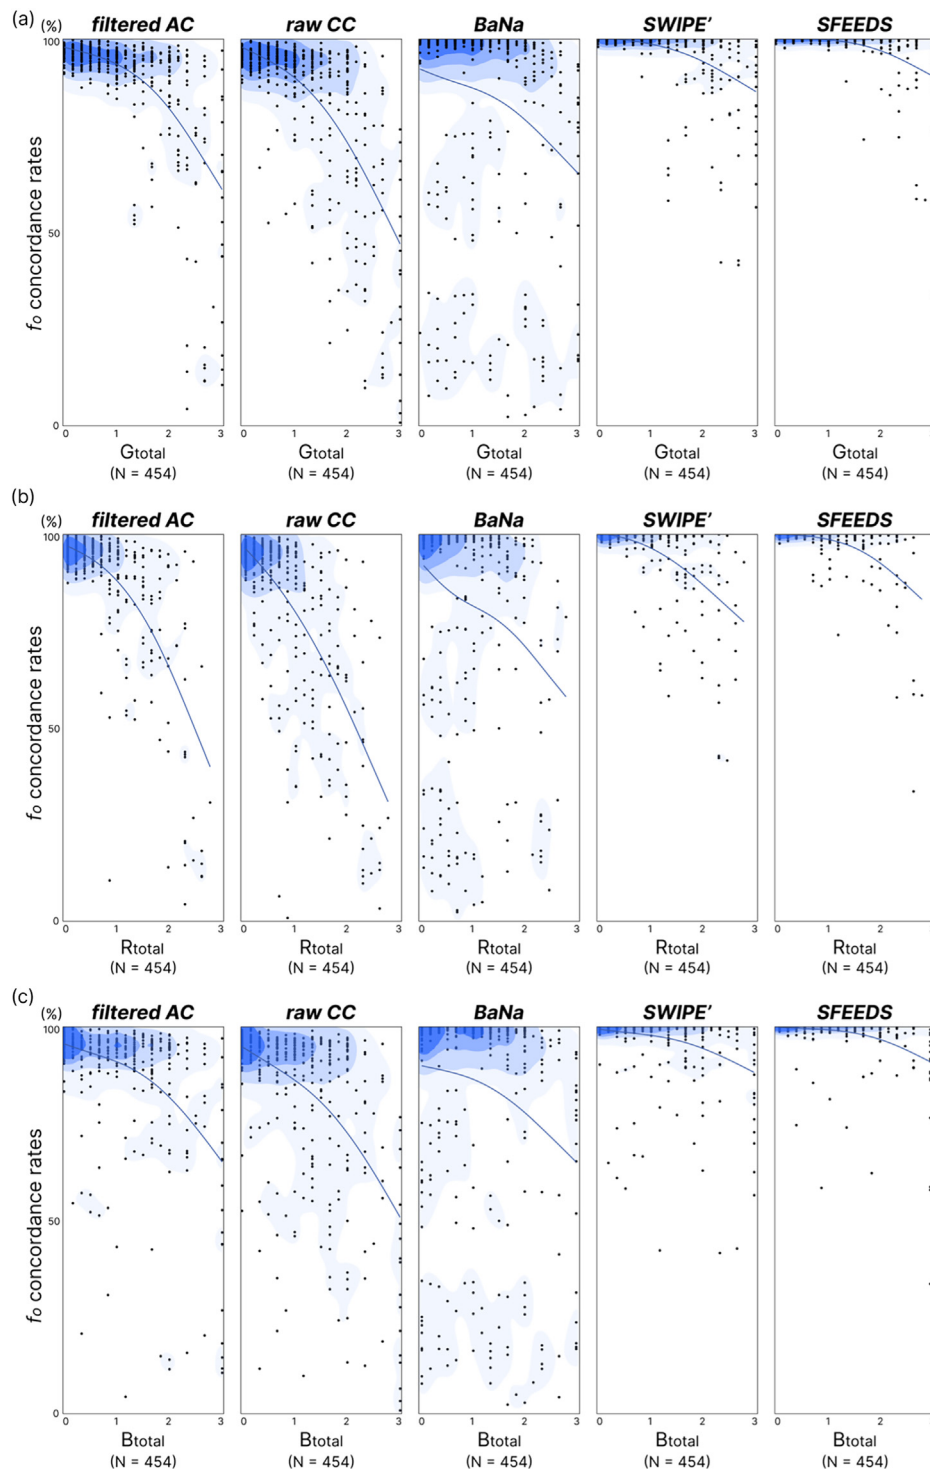 (a)
(%) filtered AC raw CC BaNa SWIPE’ SFEEDS
100
50
0
fo concordance rates
0 1 2 3 0 1 2 3 0 1 2 3 0 1 2 3 0 1 2
Gtotal Gtotal Gtotal Gtotal Gtotal
(N = 454) (N = 454) (N = 454) (N = 454) (N = 454)
(b)
(%) filtered AC raw CC BaNa SWIPE’ SFEEDS
100
50
0
fo concordance rates
0 1 2 3 0 1 2 3 0 1 2 3 0 1 2 3 0 1 2
Rtotal Rtotal Rtotal Rtotal Rtotal
(N = 454) (N = 454) (N = 454) (N = 454) (N = 454)
(c)
(%) filtered AC raw CC BaNa SWIPE’ SFEEDS
100
50
0
fo concordance rates
0 1 2 3 0 1 2 3 0 1 2 3 0 1 2 3 0 1 2
Btotal Btotal Btotal Btotal Btotal
(N = 454) (N = 454) (N = 454) (N = 454) (N = 454)